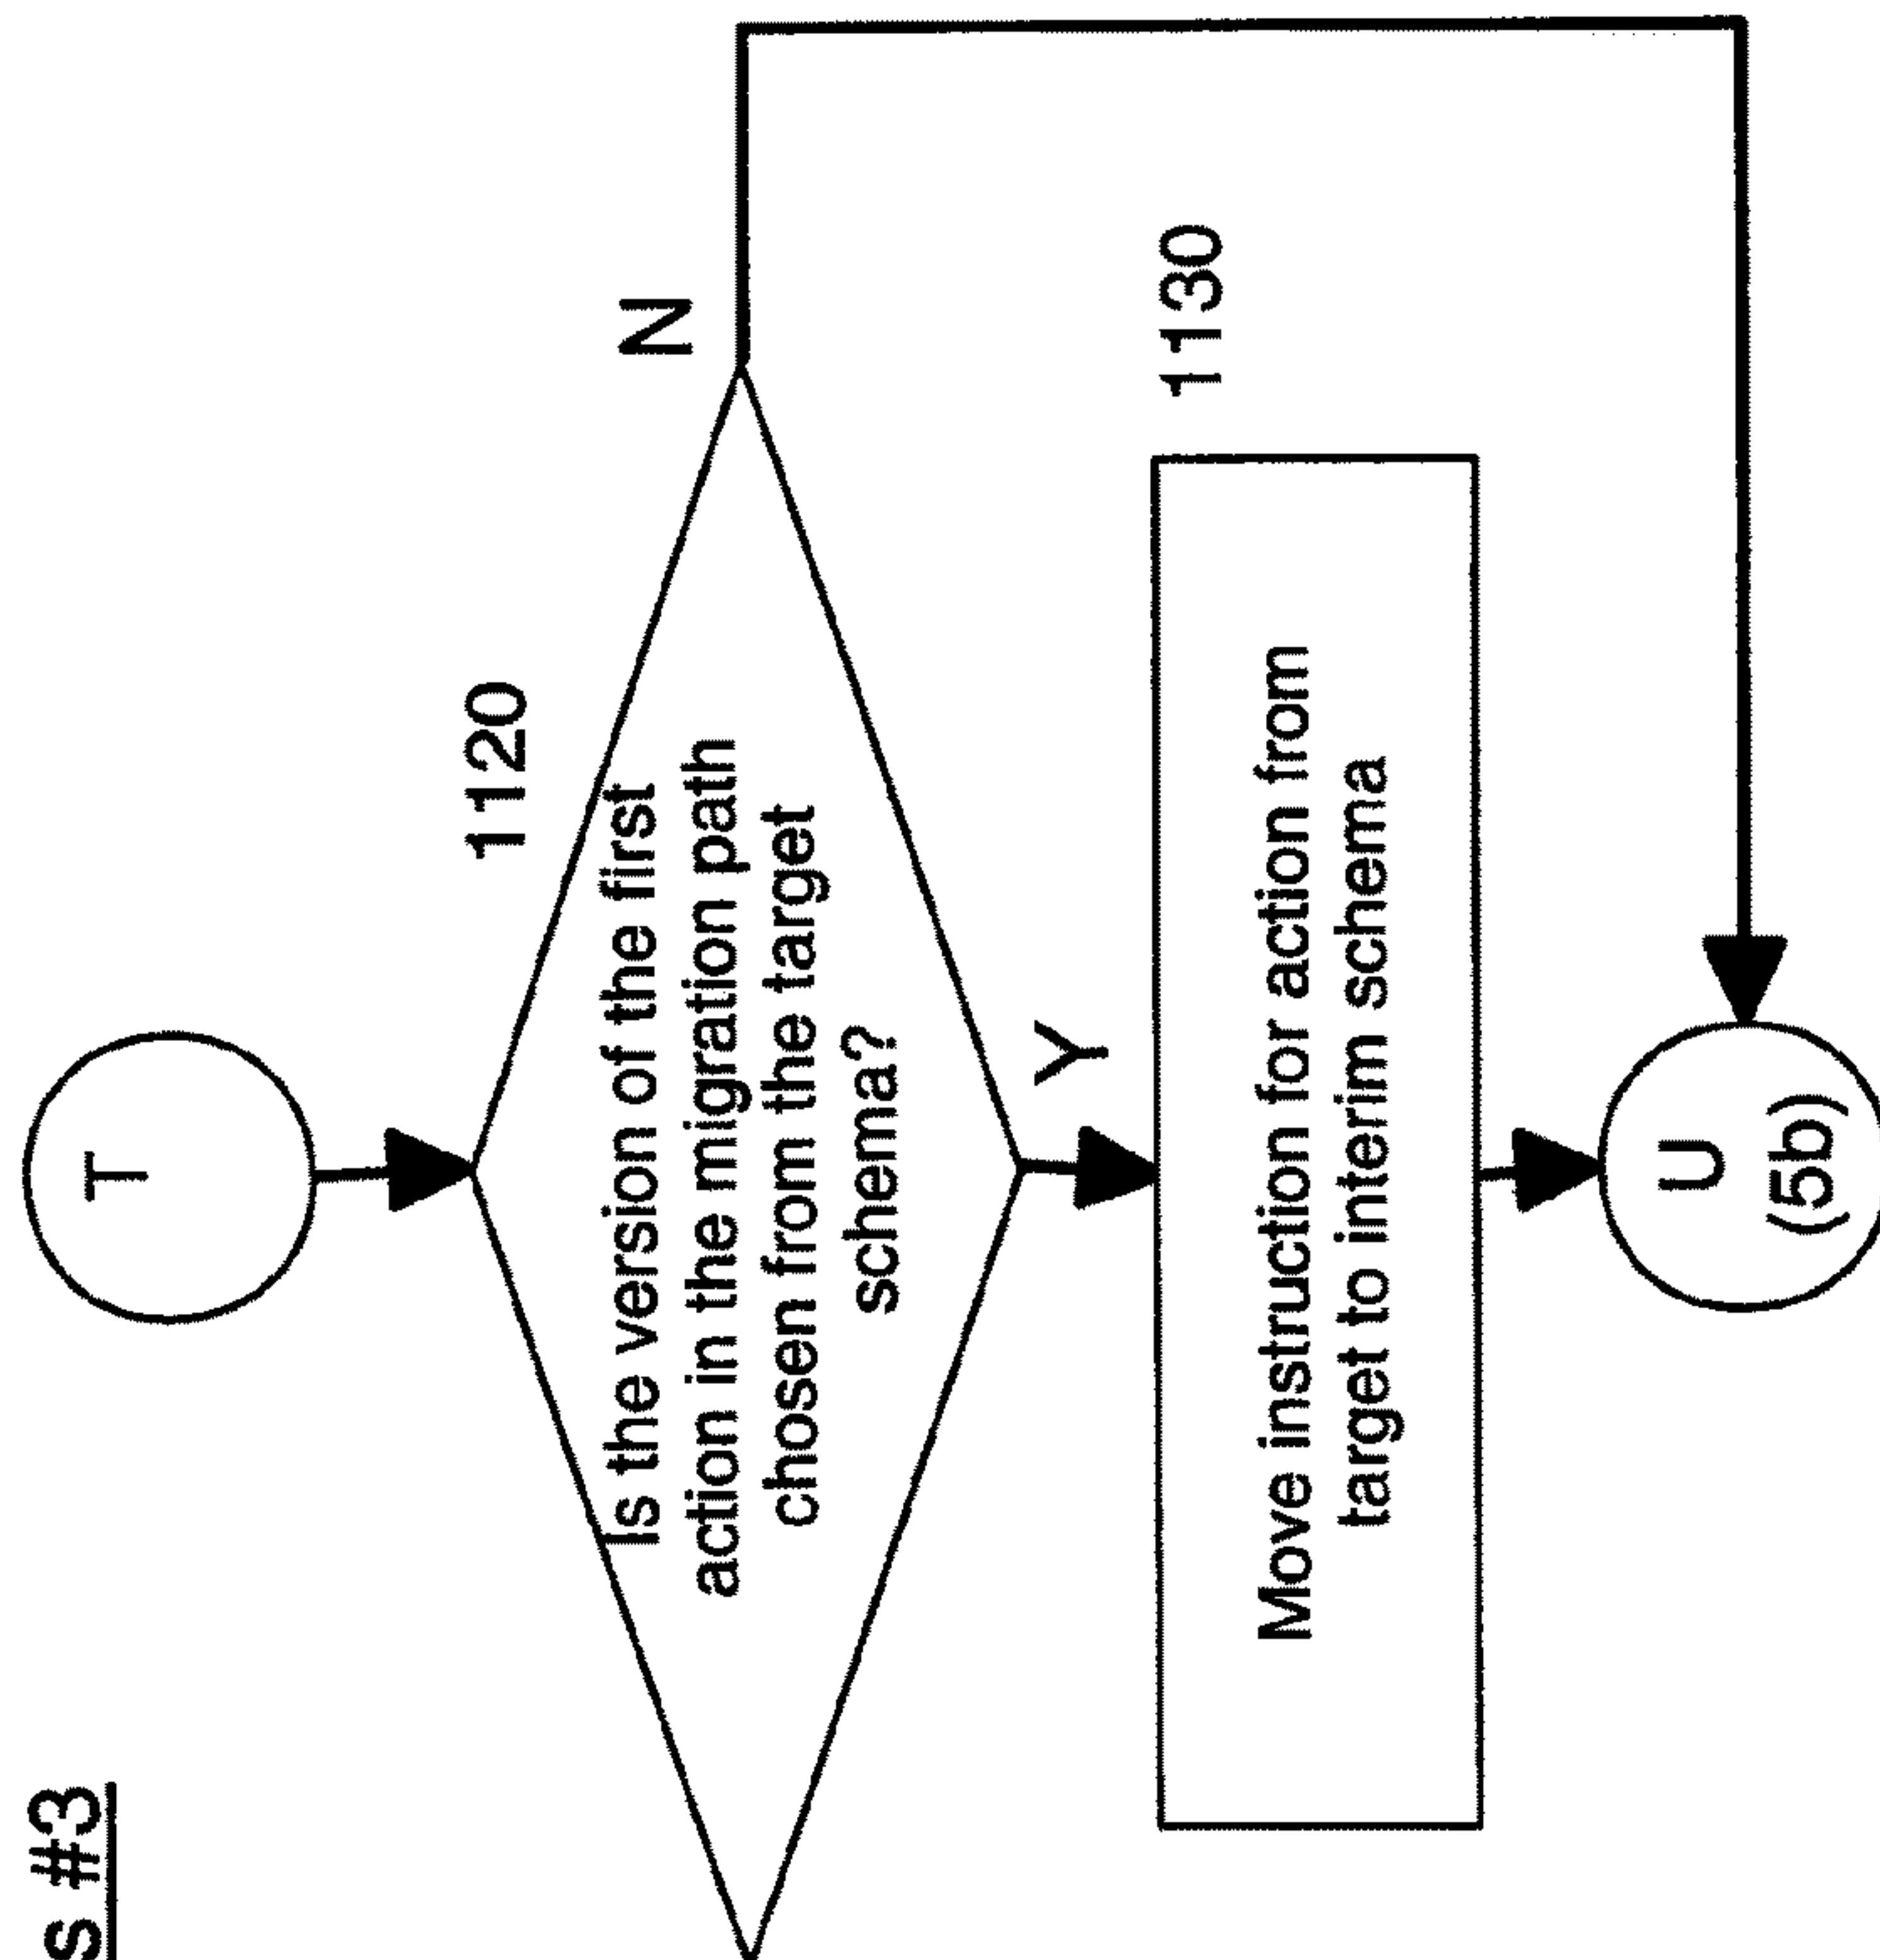 s #3
T
1120
Is the version of the first
action in the migration path
chosen from the target
schema?
N
Y
1130
Move instruction for action from
target to interim schema
U
(5b)